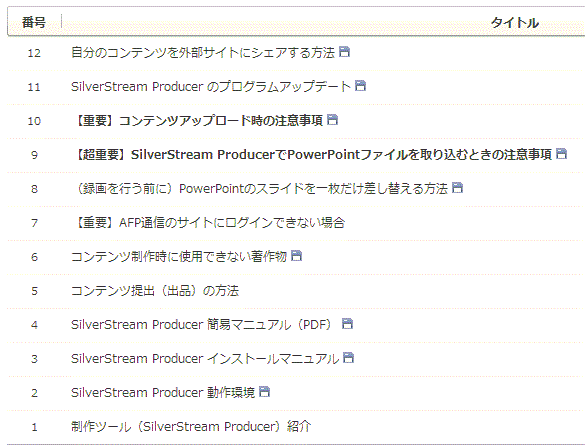 番号 タイトル
12 自分のコンテンツを外部サイトにシェアする方法
11 SilverStream Producer のプログラムアップデート
10 【重要】コンテンツアップロード時の注意事項
9 【超重要】SilverStream ProducerでPowerPointファイルを取り込むときの注意事項
8 （録画を行う前に）PowerPointのスライドを一枚だけ差し替える方法
7 【重要】AFP通信のサイトにログインできない場合
6 コンテンツ制作時に使用できない著作物
5 コンテンツ提出（出品）の方法
4 SilverStream Producer 簡易マニュアル（PDF）
3 SilverStream Producer インストールマニュアル
2 SilverStream Producer 動作環境
1 制作ツール（SilverStream Producer）紹介